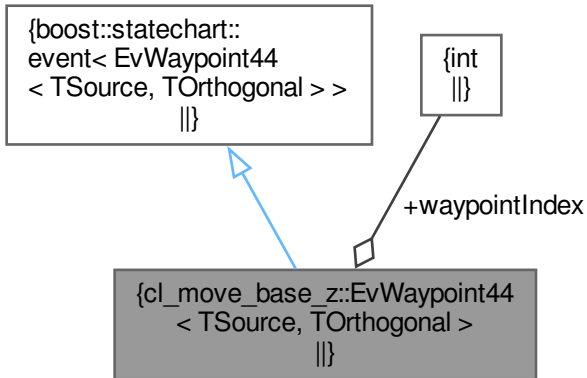 {boost::statechart::
event< EvWaypoint44
< TSource, TOrthogonal > >
||}
{int
||}
+waypointIndex
{cl_move_base_z::EvWaypoint44
< TSource, TOrthogonal >
||}